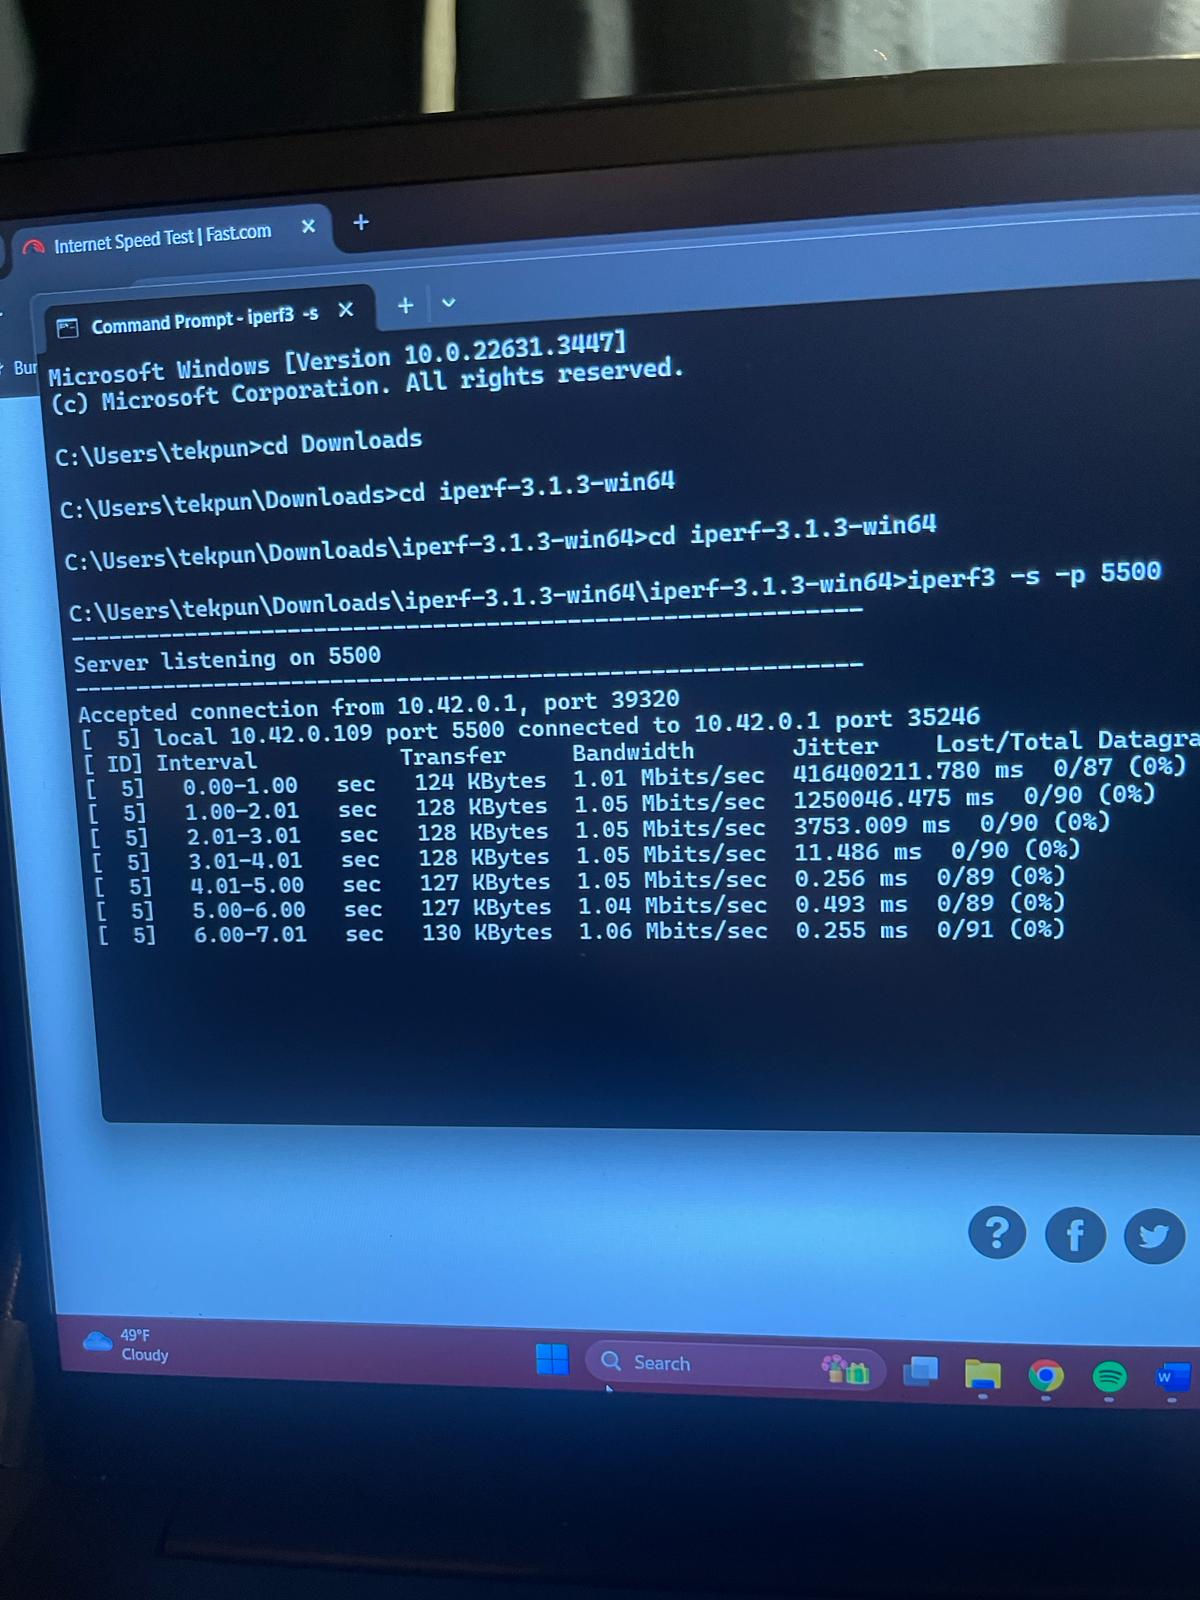 Internet Speed Test | Fast.com
Command Prompt - iperf3 -s
Microsoft Windows [Version 10.0.22631.3447]
(c) Microsoft Corporation. All rights reserved.
C:\Users\tekpun>cd Downloads
C:\Users\tekpun\Downloads>cd iperf-3.1.3-win64
C:\Users\tekpun\Downloads\iperf-3.1.3-win64>cd iperf-3.1.3-win64
C:\Users\tekpun\Downloads\iperf-3.1.3-win64\iperf-3.1.3-win64>iperf3 -s -p 5500
-----------------------------------------------------------
Server listening on 5500
-----------------------------------------------------------
Accepted connection from 10.42.0.1, port 39320
[  5] local 10.42.0.109 port 5500 connected to 10.42.0.1 port 35246
[ ID] Interval           Transfer     Bandwidth       Jitter    Lost/Total Datagra
[  5]   0.00-1.00   sec   124 KBytes  1.01 Mbits/sec  416400211.780 ms  0/87 (0%)
[  5]   1.00-2.01   sec   128 KBytes  1.05 Mbits/sec  1250046.475 ms  0/90 (0%)
[  5]   2.01-3.01   sec   128 KBytes  1.05 Mbits/sec  3753.009 ms  0/90 (0%)
[  5]   3.01-4.01   sec   128 KBytes  1.05 Mbits/sec  11.486 ms  0/90 (0%)
[  5]   4.01-5.00   sec   127 KBytes  1.05 Mbits/sec  0.256 ms  0/89 (0%)
[  5]   5.00-6.00   sec   127 KBytes  1.04 Mbits/sec  0.493 ms  0/89 (0%)
[  5]   6.00-7.01   sec   130 KBytes  1.06 Mbits/sec  0.255 ms  0/91 (0%)
49°F
Cloudy
Search